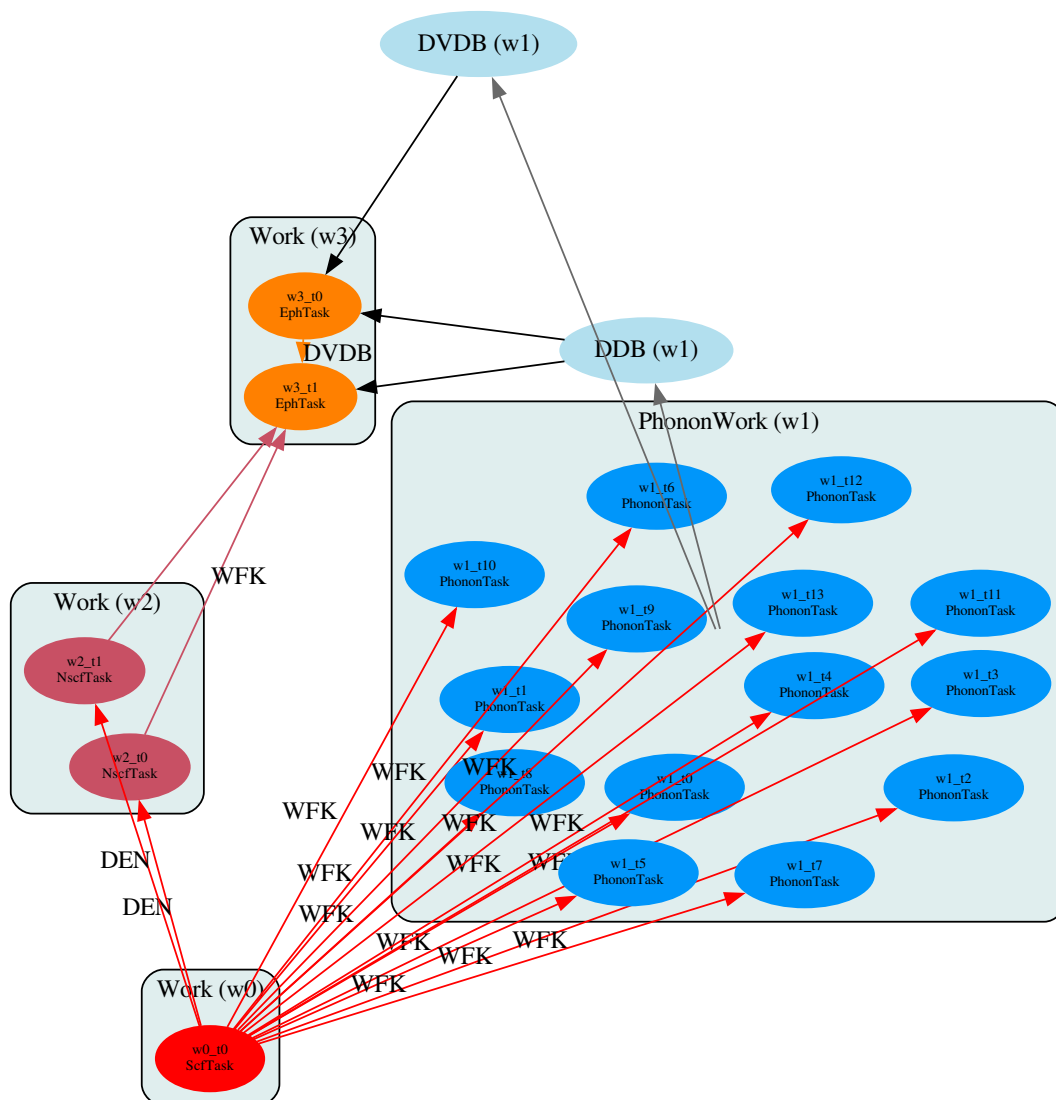 DVDB (w1)
Work (w3)
w3_t0
EphTask
DVDB
w3_t1
EphTask
DDB (w1)
PhononWork (w1)
w1_t6
PhononTask
w1_t12
PhononTask
w1_t10
PhononTask
w1_t9
PhononTask
w1_t13
PhononTask
w1_t11
PhononTask
w1_t1
PhononTask
w1_t4
PhononTask
w1_t3
PhononTask
w1_t8
PhononTask
w1_t0
PhononTask
w1_t2
PhononTask
w1_t5
PhononTask
w1_t7
PhononTask
WFK
Work (w2)
w2_t1
NscfTask
w2_t0
NscfTask
DEN
DEN
WFK
WFK
WFK
WFK
WFK
WFK
WFK
WFK
WFK
WFK
WFK
WFK
WFK
WFK
Work (w0)
w0_t0
ScfTask